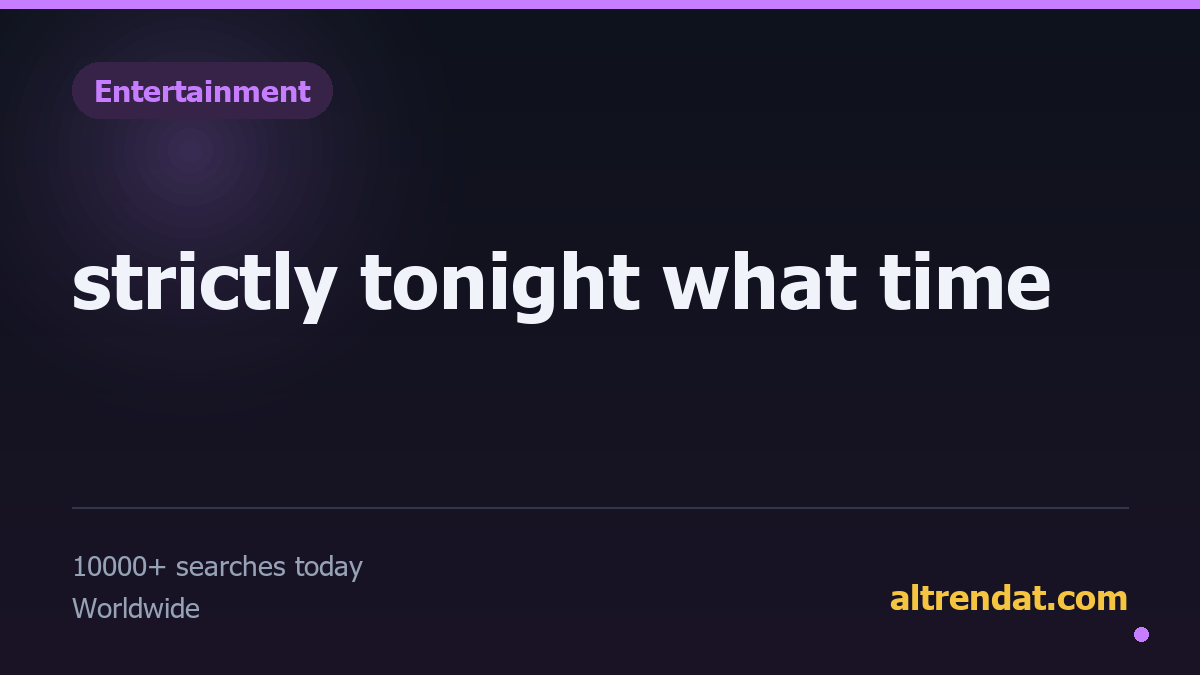 Entertainment
strictly tonight what time
10000+ searches today
Worldwide
altrendat.com